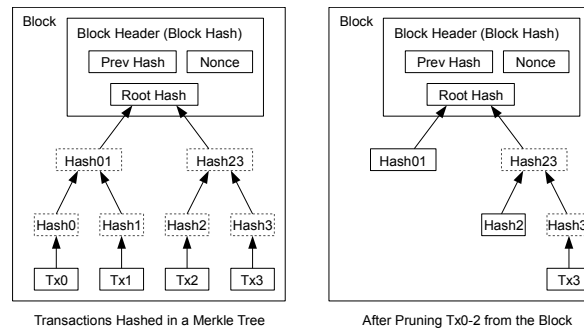 Block
Block Header (Block Hash)
Prev Hash
Nonce
Root Hash
Hash01
Hash23
Hash0
Hash1
Hash2
Hash3
Tx0
Tx1
Tx2
Tx3
Transactions Hashed in a Merkle Tree
Block
Block Header (Block Hash)
Prev Hash
Nonce
Root Hash
Hash01
Hash23
Hash2
Hash3
Tx3
After Pruning Tx0-2 from the Block